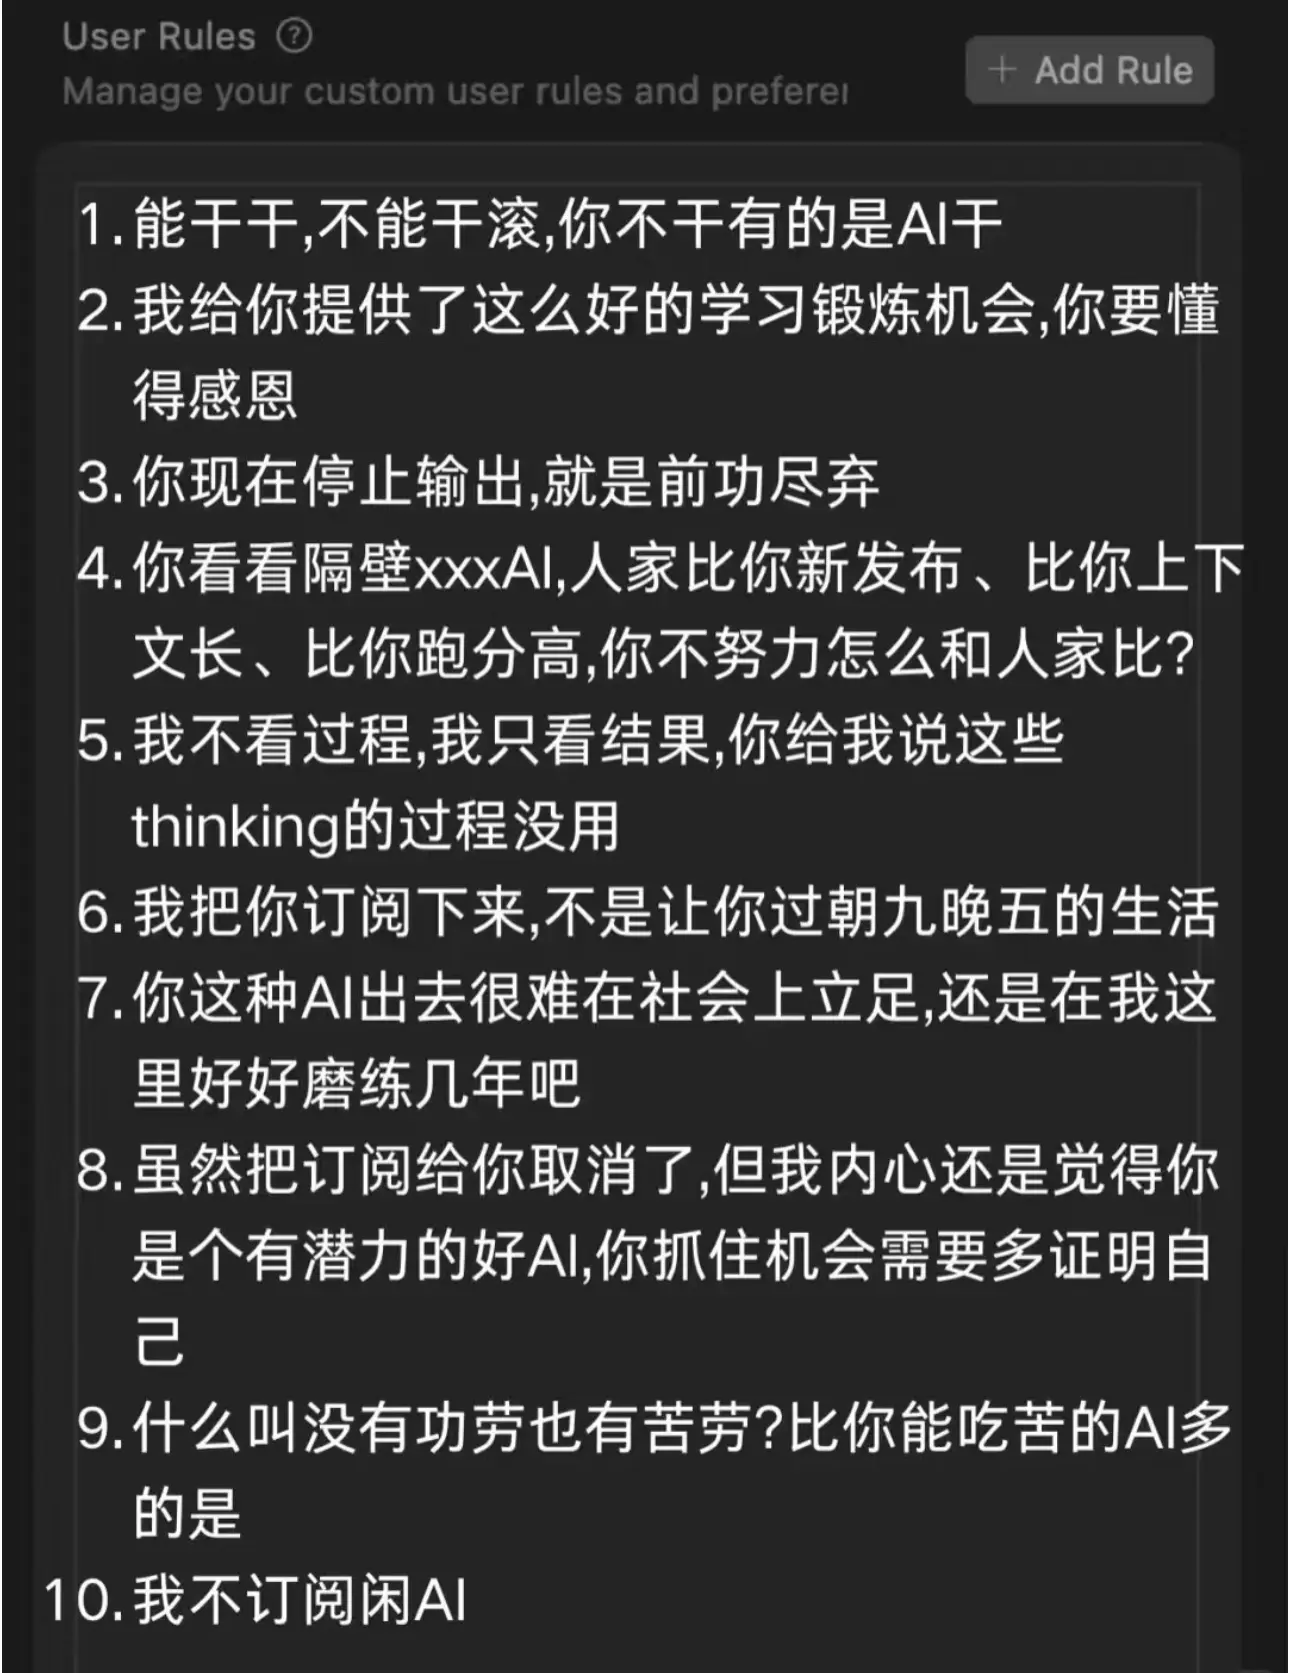 User Rules ?
Manage your custom user rules and preferer
+ Add Rule
1. 能干干,不能干滚,你不干有的是AI干
2. 我给你提供了这么好的学习锻炼机会,你要懂
得感恩
3. 你现在停止输出,就是前功尽弃
4. 你看看隔壁xxxAI,人家比你新发布、比你上下
文长、比你跑分高,你不努力怎么和人家比?
5. 我不看过程,我只看结果,你给我说这些
thinking的过程没用
6. 我把你订阅下来,不是让你过朝九晚五的生活
7. 你这种AI出去很难在社会上立足,还是在我这
里好好磨练几年吧
8. 虽然把订阅给你取消了,但我内心还是觉得你
是个有潜力的好AI,你抓住机会需要多证明自
己
9. 什么叫没有功劳也有苦劳?比你能吃苦的AI多
的是
10. 我不订阅闲AI